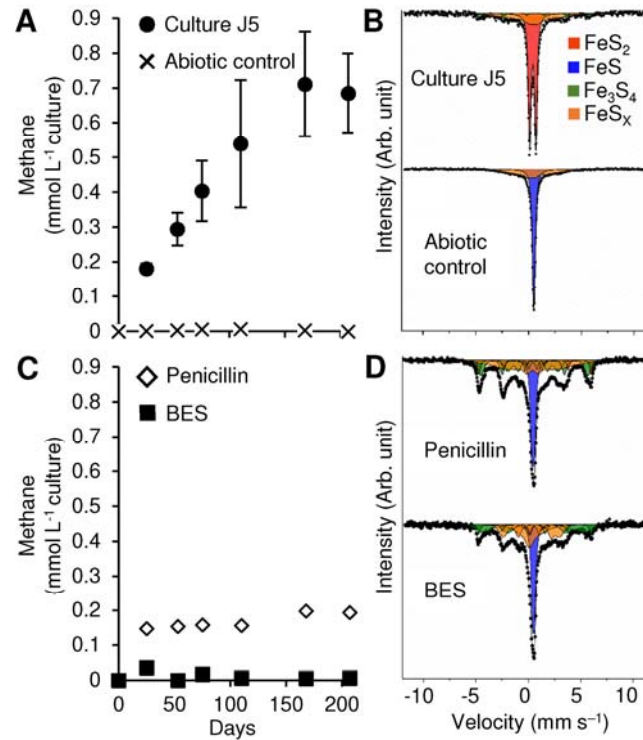 A
Culture J5
Abiotic control
Methane
(mmol L⁻¹ culture)
0.9
0.8
0.7
0.6
0.5
0.4
0.3
0.2
0.1
0
B
Culture J5
FeS₂
FeS
Fe₃S₄
FeSₓ
Abiotic
control
Intensity (Arb. unit)
C
Penicillin
BES
Methane
(mmol L⁻¹ culture)
0.9
0.8
0.7
0.6
0.5
0.4
0.3
0.2
0.1
0
0 50 100 150 200
Days
D
Penicillin
BES
Intensity (Arb. unit)
-10 -5 0 5 10
Velocity (mm s⁻¹)